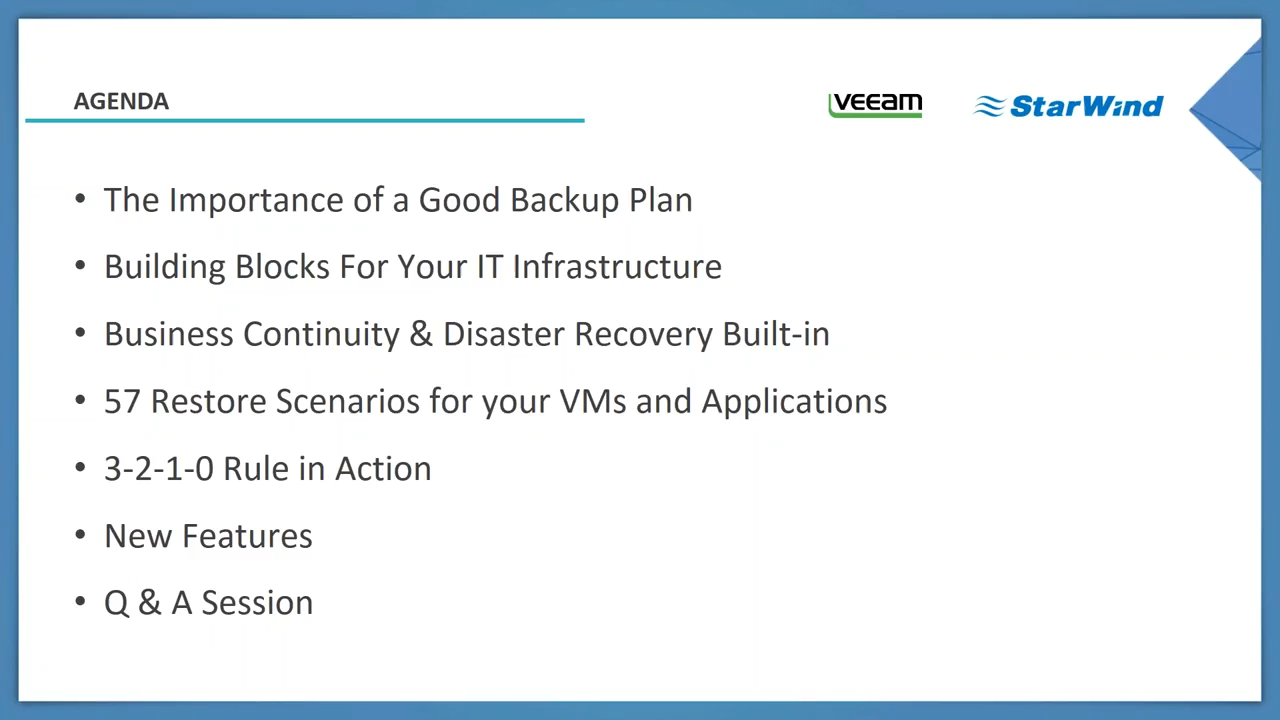 AGENDA
veeam
StarWind
• The Importance of a Good Backup Plan
• Building Blocks For Your IT Infrastructure
• Business Continuity & Disaster Recovery Built-in
• 57 Restore Scenarios for your VMs and Applications
• 3-2-1-0 Rule in Action
• New Features
• Q & A Session